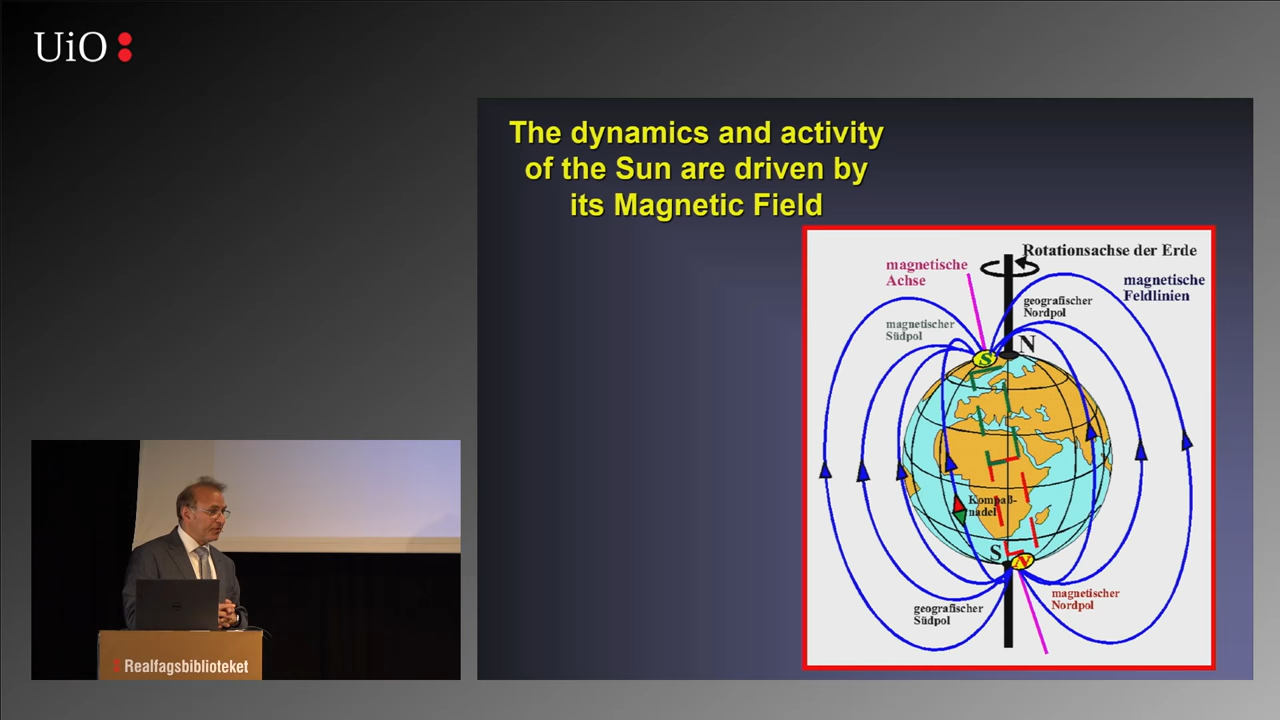 UiO
The dynamics and activity
of the Sun are driven by
its Magnetic Field
Rotationsachse der Erde
magnetische
Achse
magnetische
Feldlinien
geografischer
Nordpol
magnetischer
Südpol
N
S
Kompaß-
nadel
S
N
magnetischer
Nordpol
geografischer
Südpol
Realfagsbiblioteket